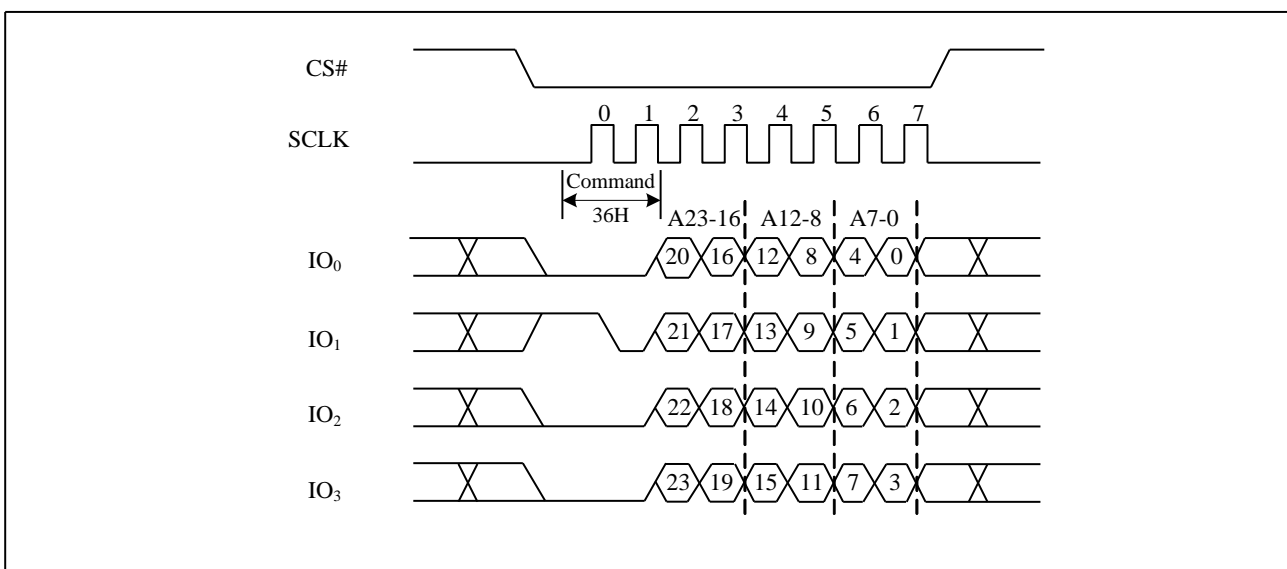 CS#
0 1 2 3 4 5 6 7
SCLK
Command
36H
A23-16 A12-8 A7-0
IO0 20 16 12 8 4 0
IO1 21 17 13 9 5 1
IO2 22 18 14 10 6 2
IO3 23 19 15 11 7 3